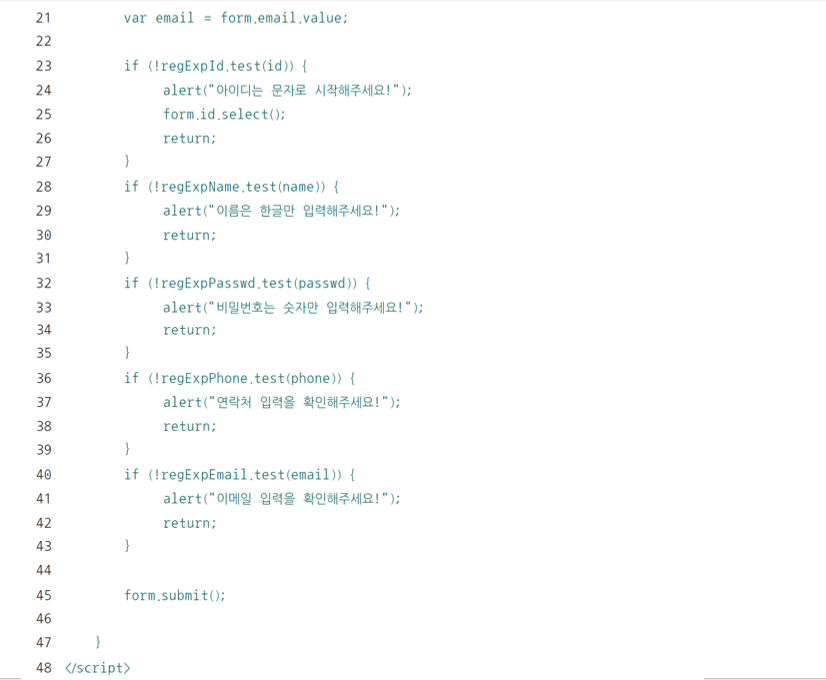 21 var email = form.email.value;
22
23 if (!regExpId.test(id)) {
24 alert("아이디는 문자로 시작해주세요!");
25 form.id.select();
26 return;
27 }
28 if (!regExpName.test(name)) {
29 alert("이름은 한글만 입력해주세요!");
30 return;
31 }
32 if (!regExpPasswd.test(passwd)) {
33 alert("비밀번호는 숫자만 입력해주세요!");
34 return;
35 }
36 if (!regExpPhone.test(phone)) {
37 alert("연락처 입력을 확인해주세요!");
38 return;
39 }
40 if (!regExpEmail.test(email)) {
41 alert("이메일 입력을 확인해주세요!");
42 return;
43 }
44
45 form.submit();
46
47 }
48 </script>